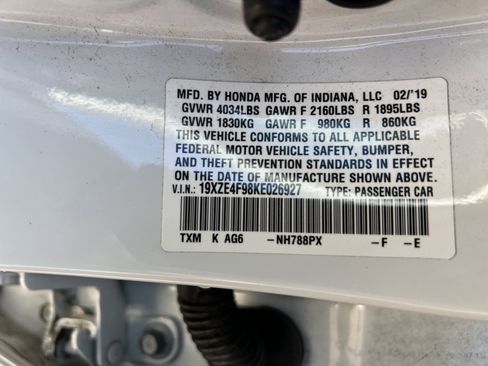 MFD. BY HONDA MFG. OF INDIANA, LLC 02/'19
GVWR 4034LBS GAWR F 2160LBS R 1895LBS
GVWR 1830KG GAWR F 980KG R 860KG
THIS VEHICLE CONFORMS TO ALL APPLICABLE
FEDERAL MOTOR VEHICLE SAFETY, BUMPER,
AND THEFT PREVENTION STANDARDS IN EFFECT
ON THE DATE OF MANUFACTURE SHOWN ABOVE.
V.I.N.: 19XZE4F98KE026927 TYPE: PASSENGER CAR
TXM K AG6 -NH788PX -F -E